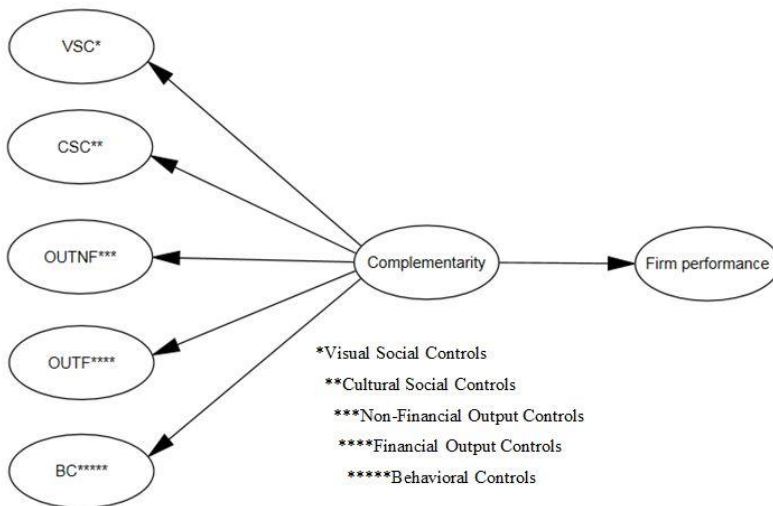 VSC*
CSC**
OUTNF***
OUTF****
BC*****
Complementarity
Firm performance
*Visual Social Controls
**Cultural Social Controls
***Non-Financial Output Controls
****Financial Output Controls
*****Behavioral Controls